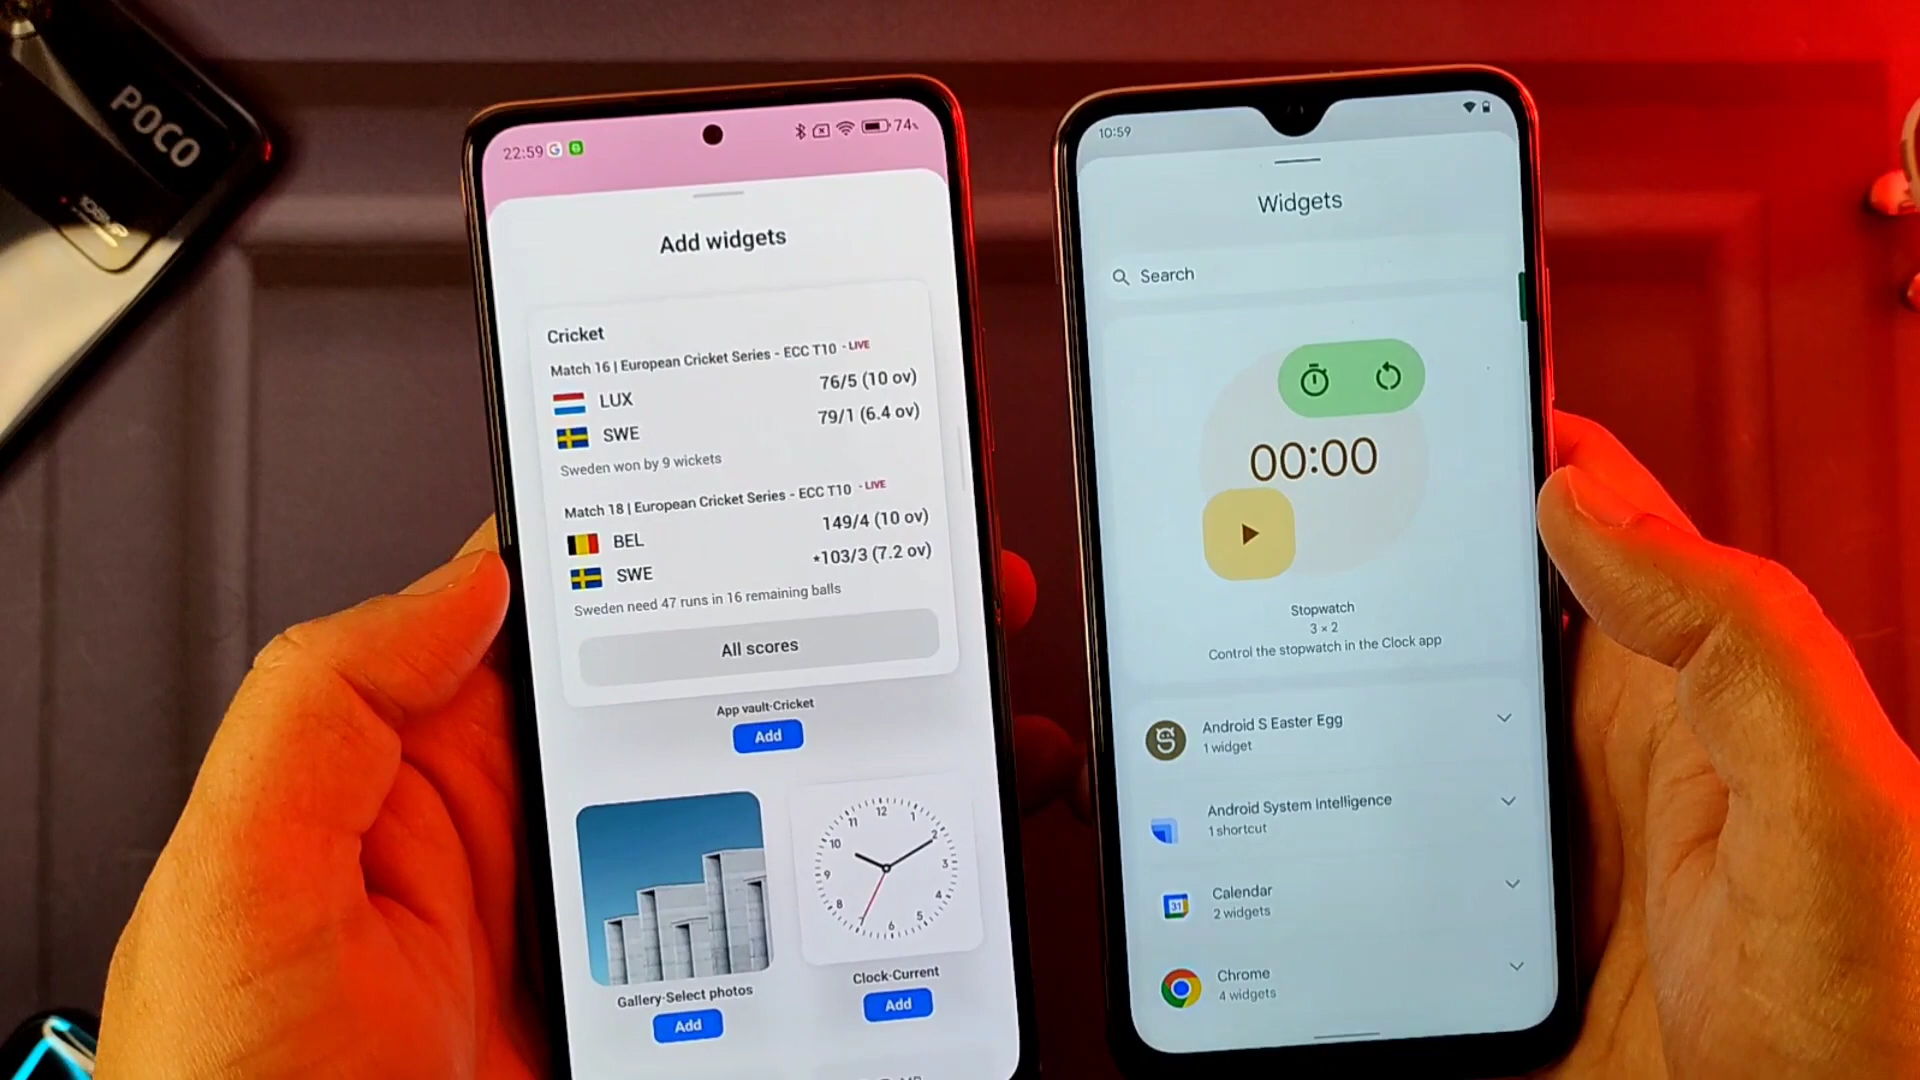 POCO
108MP
22:59
74%
Add widgets
Cricket
Match 16 | European Cricket Series - ECC T10 - LIVE
LUX 76/5 (10 ov)
SWE 79/1 (6.4 ov)
Sweden won by 9 wickets
Match 18 | European Cricket Series - ECC T10 - LIVE
BEL 149/4 (10 ov)
SWE *103/3 (7.2 ov)
Sweden need 47 runs in 16 remaining balls
All scores
App vault·Cricket
Add
12
1
2
3
4
5
6
7
8
9
10
11
Gallery·Select photos
Add
Clock·Current
Add
10:59
Widgets
Search
00:00
Stopwatch
3 × 2
Control the stopwatch in the Clock app
Android S Easter Egg
1 widget
Android System Intelligence
1 shortcut
31
Calendar
2 widgets
Chrome
4 widgets